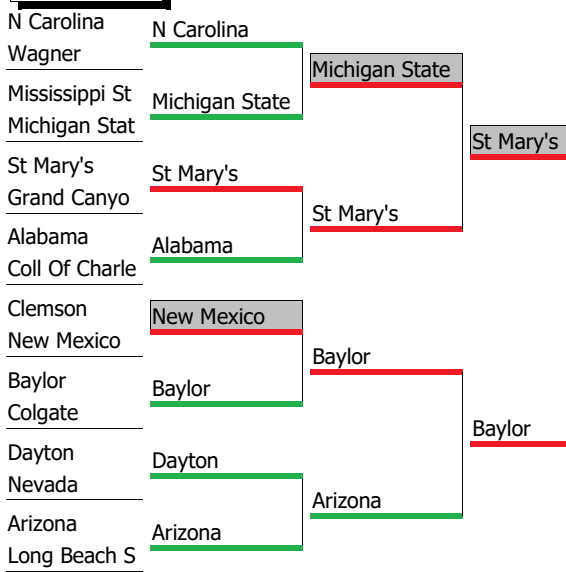 N Carolina
Wagner
Mississippi St
Michigan Stat
St Mary's
Grand Canyo
Alabama
Coll Of Charle
Clemson
New Mexico
Baylor
Colgate
Dayton
Nevada
Arizona
Long Beach S
N Carolina
Michigan State
St Mary's
Alabama
New Mexico
Baylor
Dayton
Arizona
Michigan State
St Mary's
Baylor
Arizona
St Mary's
Baylor